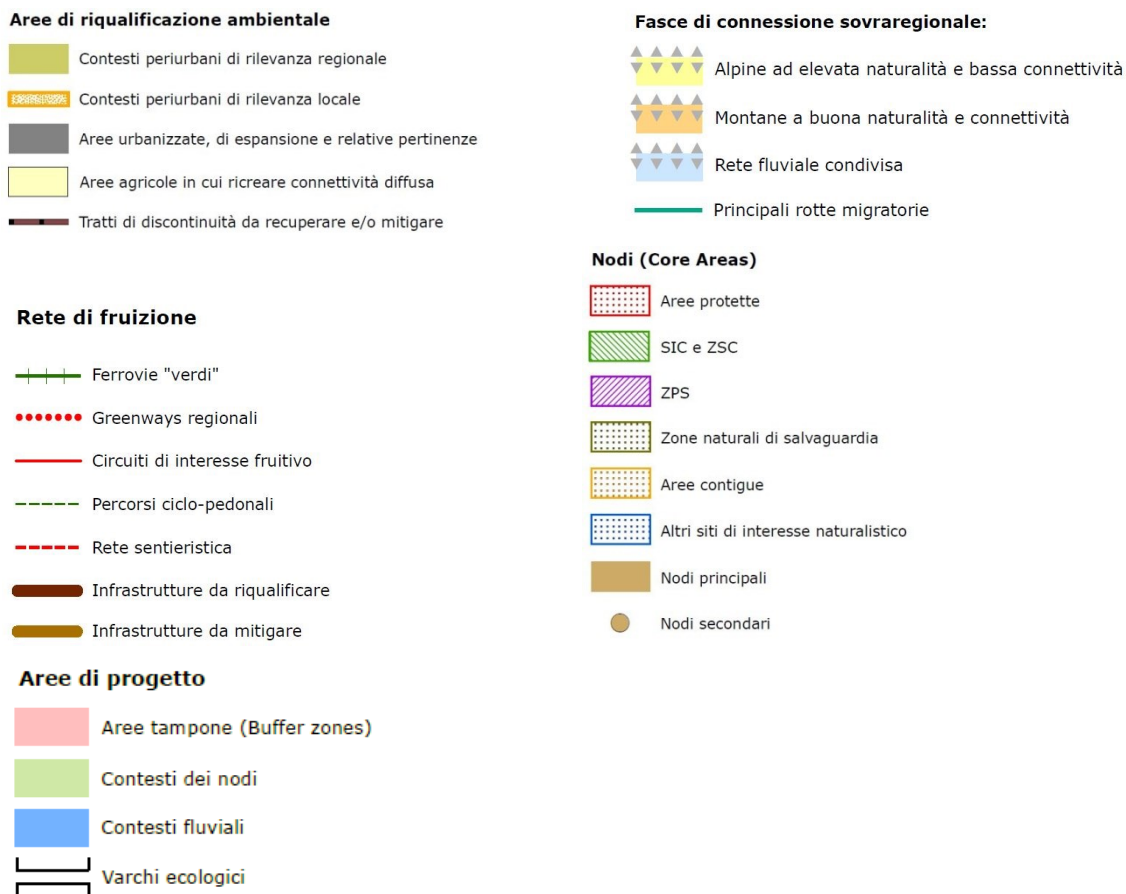 Aree di riqualificazione ambientale
Contesti periurbani di rilevanza regionale
Contesti periurbani di rilevanza locale
Aree urbanizzate, di espansione e relative pertinenze
Aree agricole in cui ricreare connettività diffusa
Tratti di discontinuità da recuperare e/o mitigare
Fasce di connessione sovraregionale:
Alpine ad elevata naturalità e bassa connettività
Montane a buona naturalità e connettività
Rete fluviale condivisa
Principali rotte migratorie
Nodi (Core Areas)
Aree protette
SIC e ZSC
ZPS
Zone naturali di salvaguardia
Aree contigue
Altri siti di interesse naturalistico
Nodi principali
Nodi secondari
Rete di fruizione
Ferrovie "verdi"
Greenways regionali
Circuiti di interesse fruitivo
Percorsi ciclo-pedonali
Rete sentieristica
Infrastrutture da riqualificare
Infrastrutture da mitigare
Aree di progetto
Aree tampone (Buffer zones)
Contesti dei nodi
Contesti fluviali
Varchi ecologici